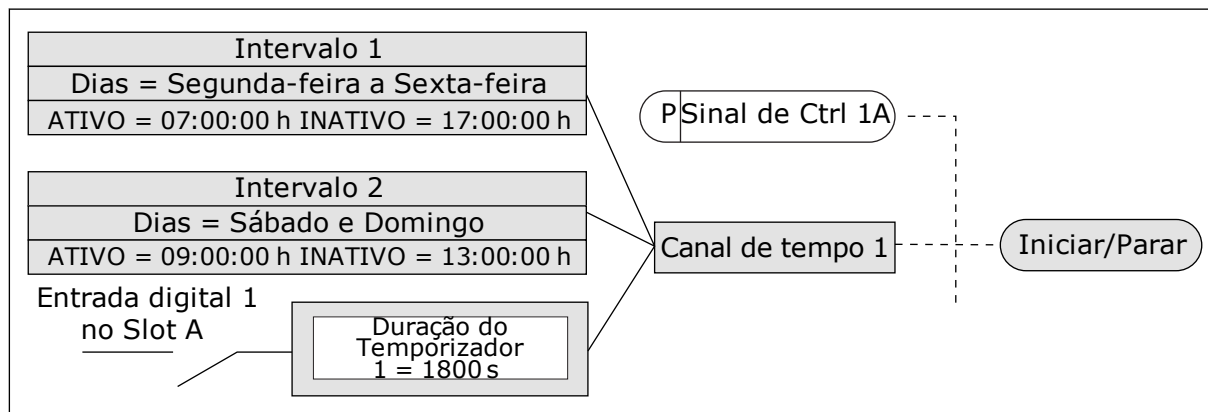 Intervalo 1
Dias = Segunda-feira a Sexta-feira
ATIVO = 07:00:00 h INATIVO = 17:00:00 h
Intervalo 2
Dias = Sábado e Domingo
ATIVO = 09:00:00 h INATIVO = 13:00:00 h
Entrada digital 1
no Slot A
Duração do
Temporizador
1 = 1800 s
P Sinal de Ctrl 1A
Canal de tempo 1
Iniciar/Parar